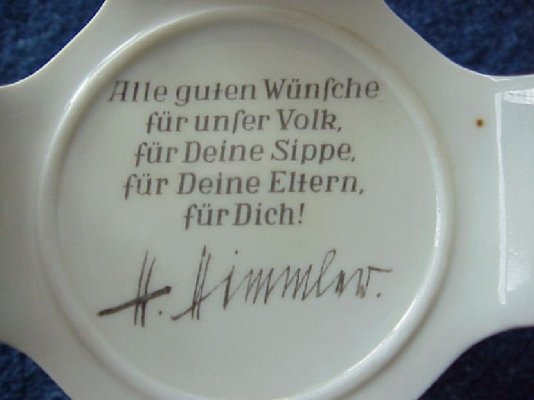 Alle guten Wünſche
für unſer Volk,
für Deine Sippe,
für Deine Eltern,
für Dich!
H. Himmler.